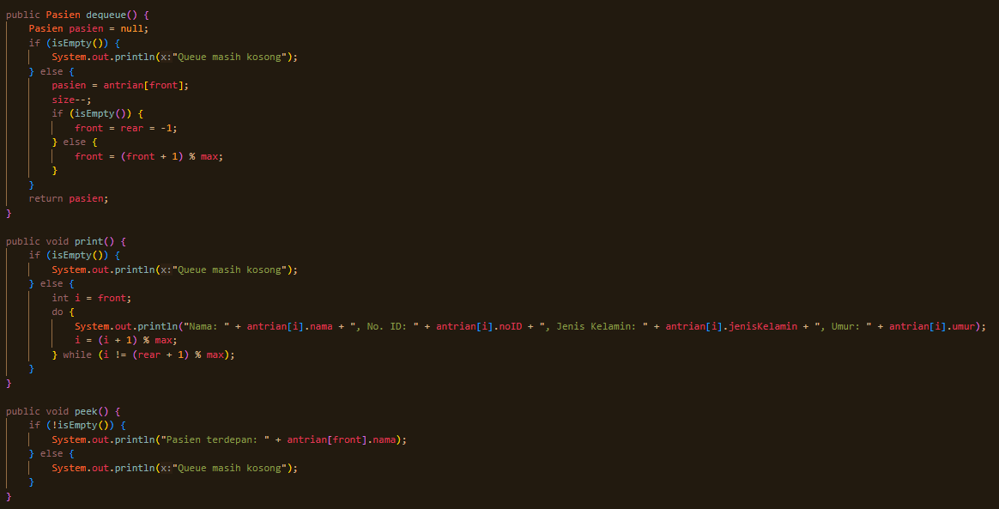 public Pasien dequeue() {
    Pasien pasien = null;
    if (isEmpty()) {
        System.out.println(x:"Queue masih kosong");
    } else {
        pasien = antrian[front];
        size--;
        if (isEmpty()) {
            front = rear = -1;
        } else {
            front = (front + 1) % max;
        }
    }
    return pasien;
}

public void print() {
    if (isEmpty()) {
        System.out.println(x:"Queue masih kosong");
    } else {
        int i = front;
        do {
            System.out.println("Nama: " + antrian[i].nama + ", No. ID: " + antrian[i].noID + ", Jenis Kelamin: " + antrian[i].jenisKelamin + ", Umur: " + antrian[i].umur);
            i = (i + 1) % max;
        } while (i != (rear + 1) % max);
    }
}

public void peek() {
    if (!isEmpty()) {
        System.out.println("Pasien terdepan: " + antrian[front].nama);
    } else {
        System.out.println(x:"Queue masih kosong");
    }
}